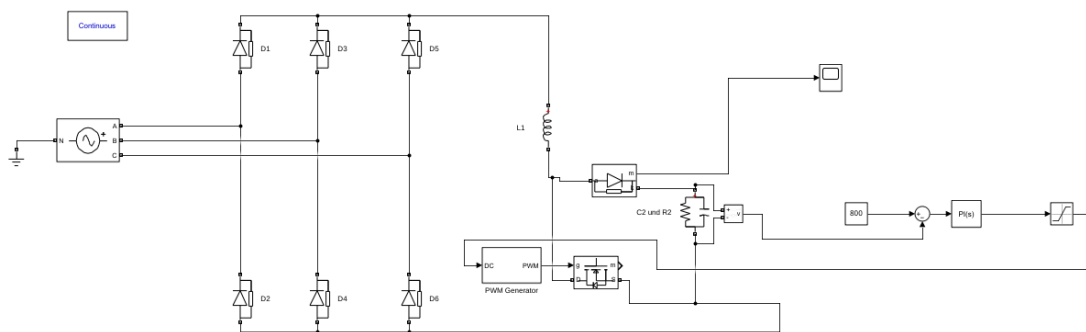 Continuous
D1
D3
D5
N
A
B
C
+
L1
m
a
k
C2 und R2
+
-
v
800
+
-
PI(s)
DC
PWM
PWM Generator
g
m
D
S
D2
D4
D6